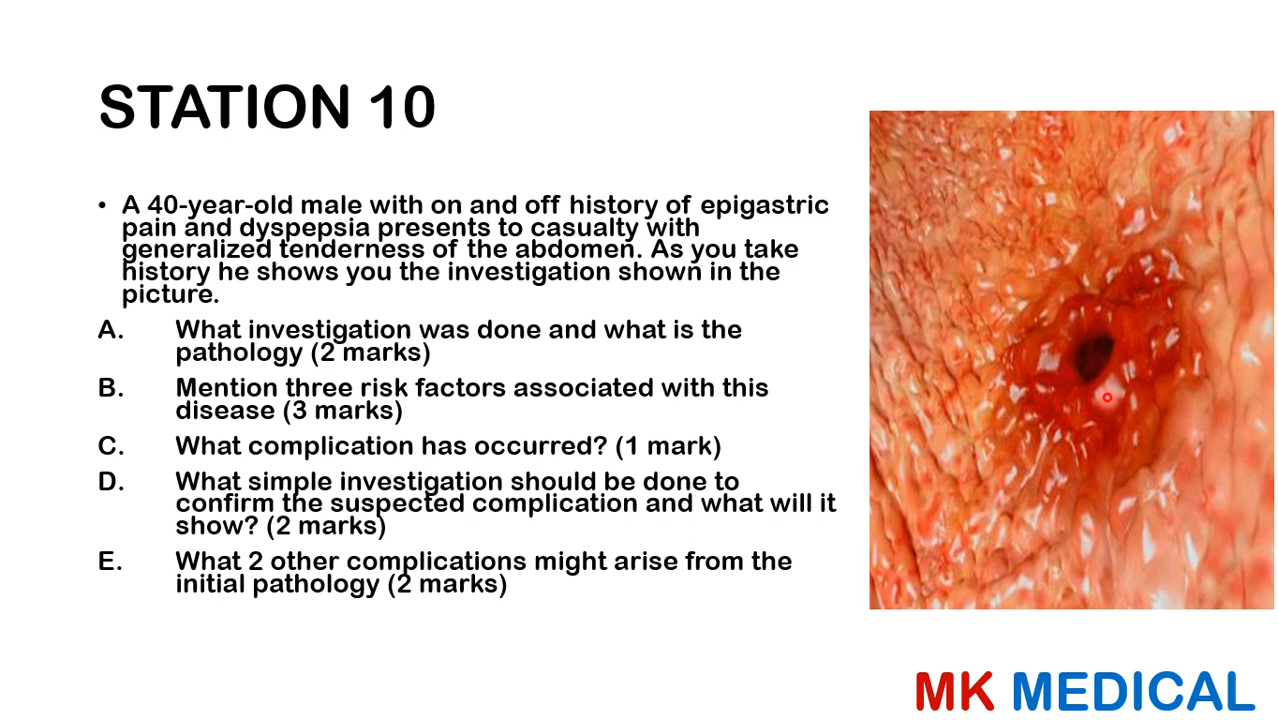 STATION 10
• A 40-year-old male with on and off history of epigastric
pain and dyspepsia presents to casualty with
generalized tenderness of the abdomen. As you take
history he shows you the investigation shown in the
picture.
A. What investigation was done and what is the
pathology (2 marks)
B. Mention three risk factors associated with this
disease (3 marks)
C. What complication has occurred? (1 mark)
D. What simple investigation should be done to
confirm the suspected complication and what will it
show? (2 marks)
E. What 2 other complications might arise from the
initial pathology (2 marks)
MK MEDICAL